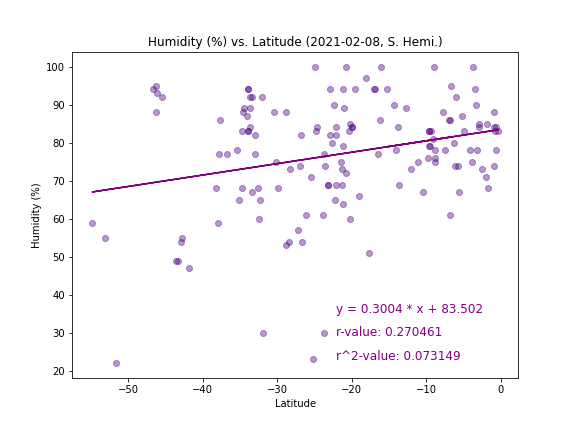 Humidity (%) vs. Latitude (2021-02-08, S. Hemi.)
Humidity (%)
100
90
80
70
60
50
40
30
20
y = 0.3004 * x + 83.502
r-value: 0.270461
r^2-value: 0.073149
−50
−40
−30
−20
−10
0
Latitude